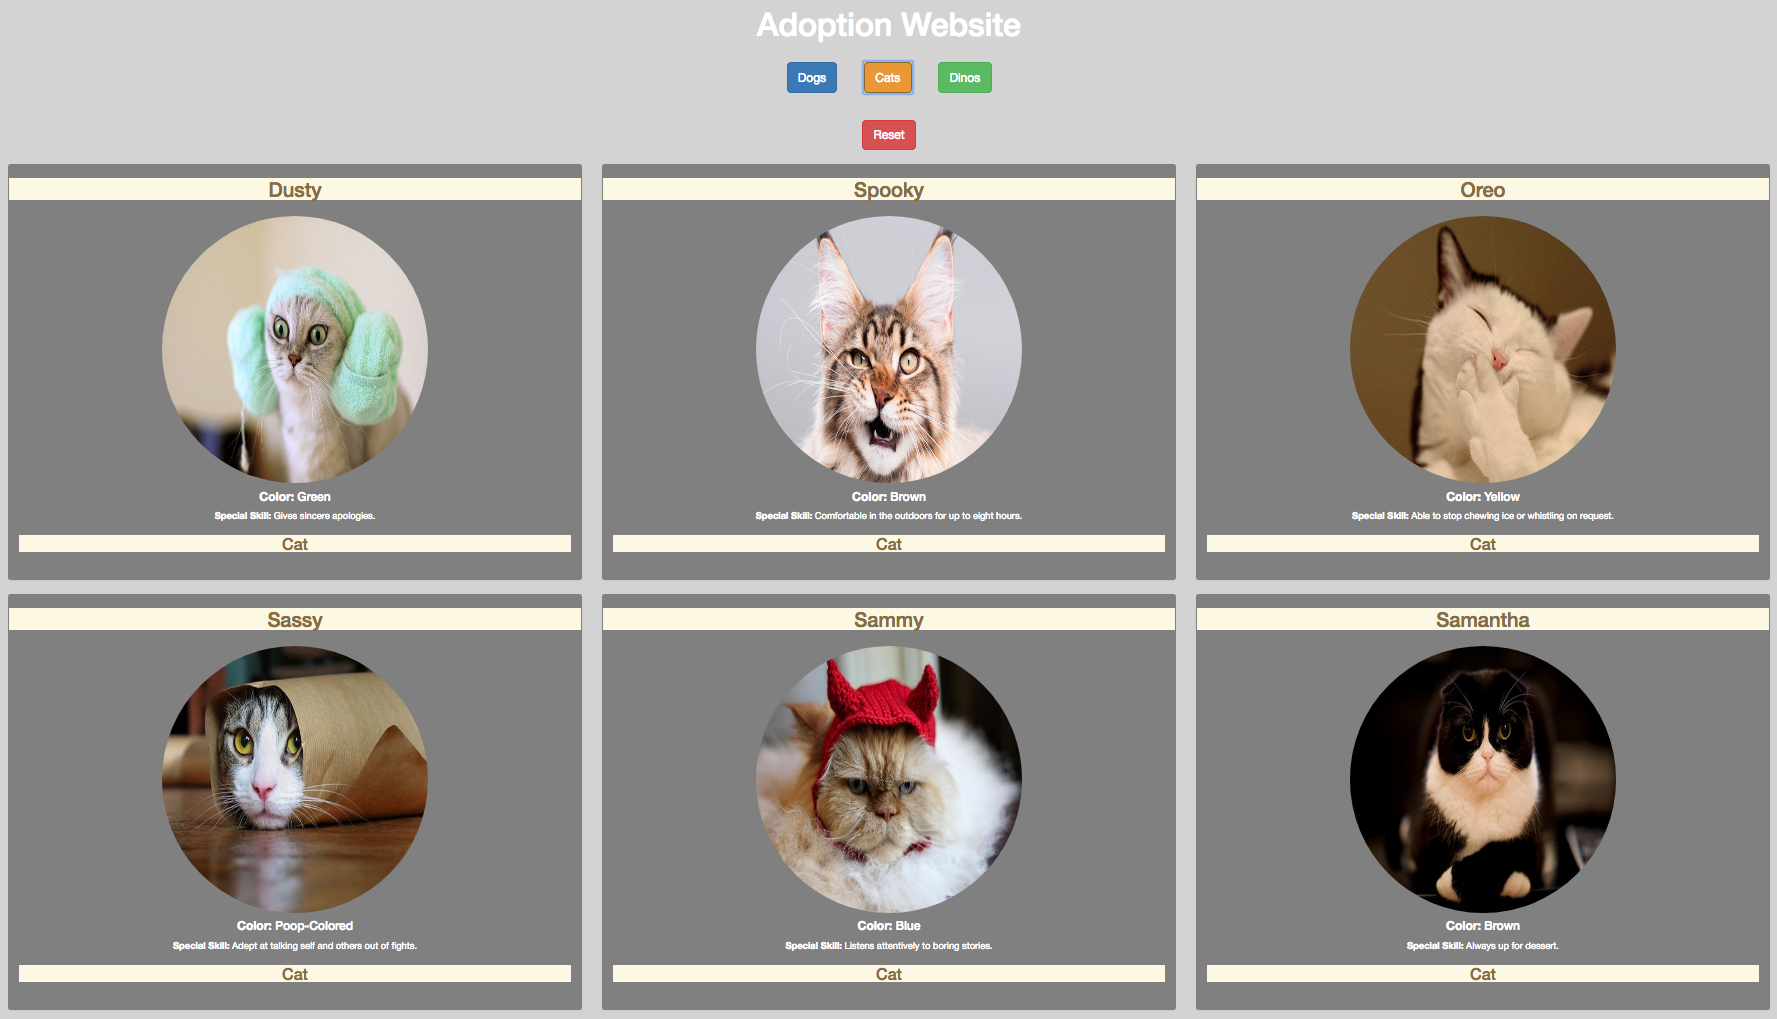 Adoption Website
Dogs
Cats
Dinos
Reset
Dusty
Color: Green
Special Skill: Gives sincere apologies.
Cat
Spooky
Color: Brown
Special Skill: Comfortable in the outdoors for up to eight hours.
Cat
Oreo
Color: Yellow
Special Skill: Able to stop chewing ice or whistling on request.
Cat
Sassy
Color: Poop-Colored
Special Skill: Adept at talking self and others out of fights.
Cat
Sammy
Color: Blue
Special Skill: Listens attentively to boring stories.
Cat
Samantha
Color: Brown
Special Skill: Always up for dessert.
Cat